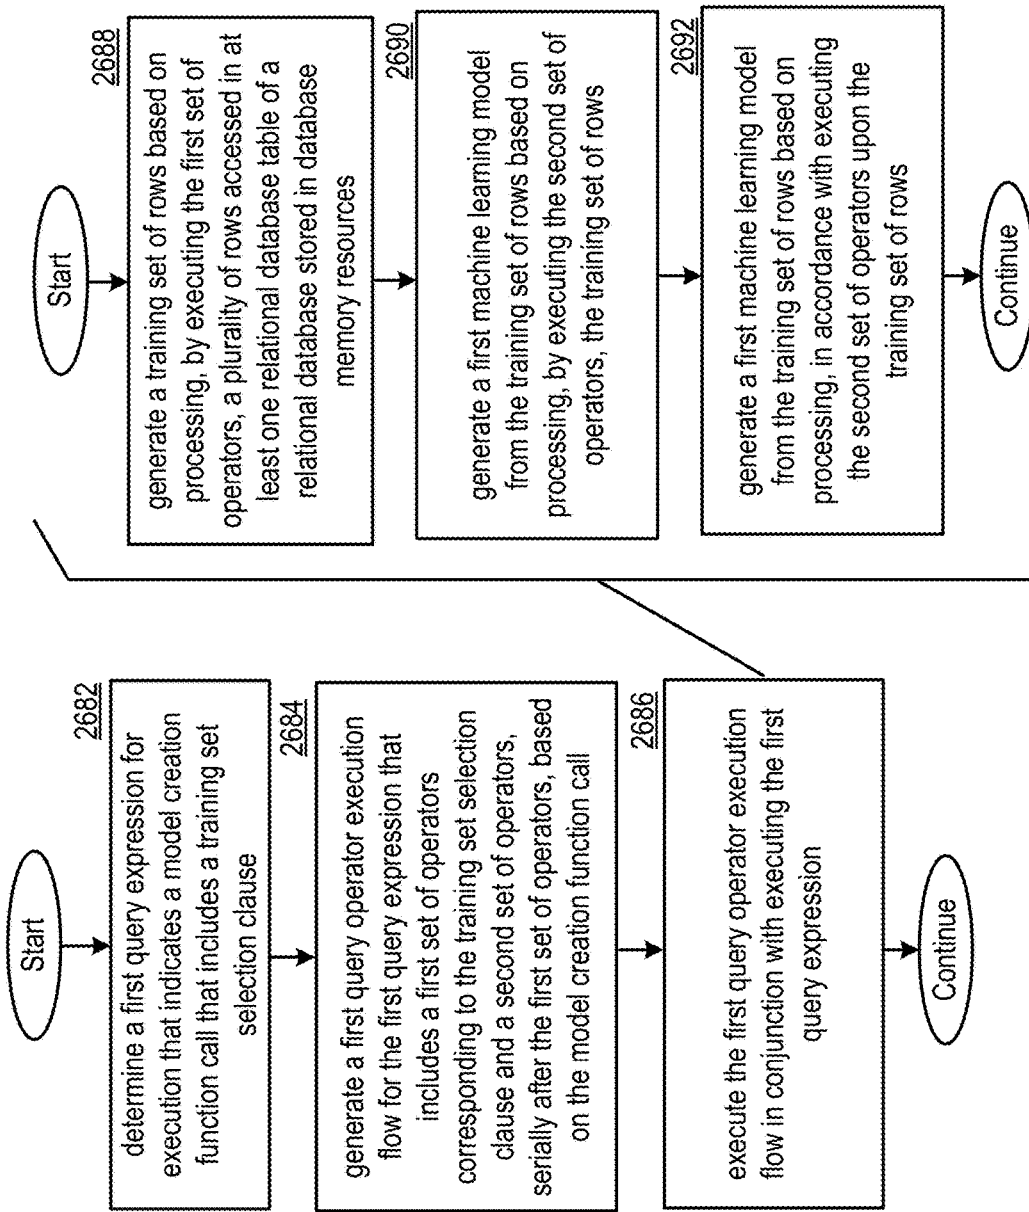 Start
2682
determine a first query expression for
execution that indicates a model creation
function call that includes a training set
selection clause
2684
generate a first query operator execution
flow for the first query expression that
includes a first set of operators
corresponding to the training set selection
clause and a second set of operators,
serially after the first set of operators, based
on the model creation function call
2686
execute the first query operator execution
flow in conjunction with executing the first
query expression
Continue
Start
2688
generate a training set of rows based on
processing, by executing the first set of
operators, a plurality of rows accessed in at
least one relational database table of a
relational database stored in database
memory resources
2690
generate a first machine learning model
from the training set of rows based on
processing, by executing the second set of
operators, the training set of rows
2692
generate a first machine learning model
from the training set of rows based on
processing, in accordance with executing
the second set of operators upon the
training set of rows
Continue